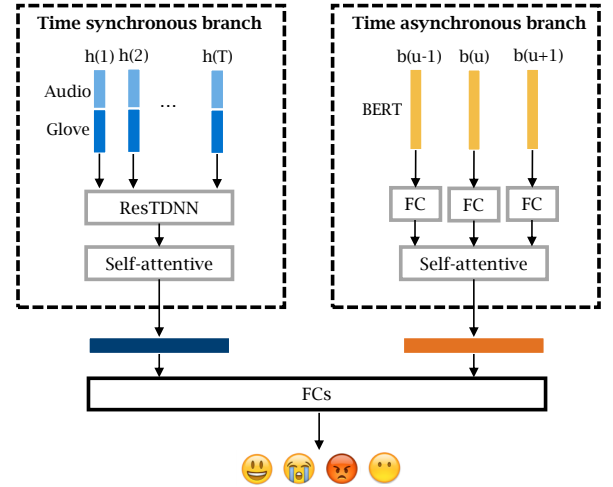 Time synchronous branch
h(1) h(2) h(T)
Audio
...
Glove
ResTDNN
Self-attentive
Time asynchronous branch
b(u-1) b(u) b(u+1)
BERT
FC FC FC
Self-attentive
FCs